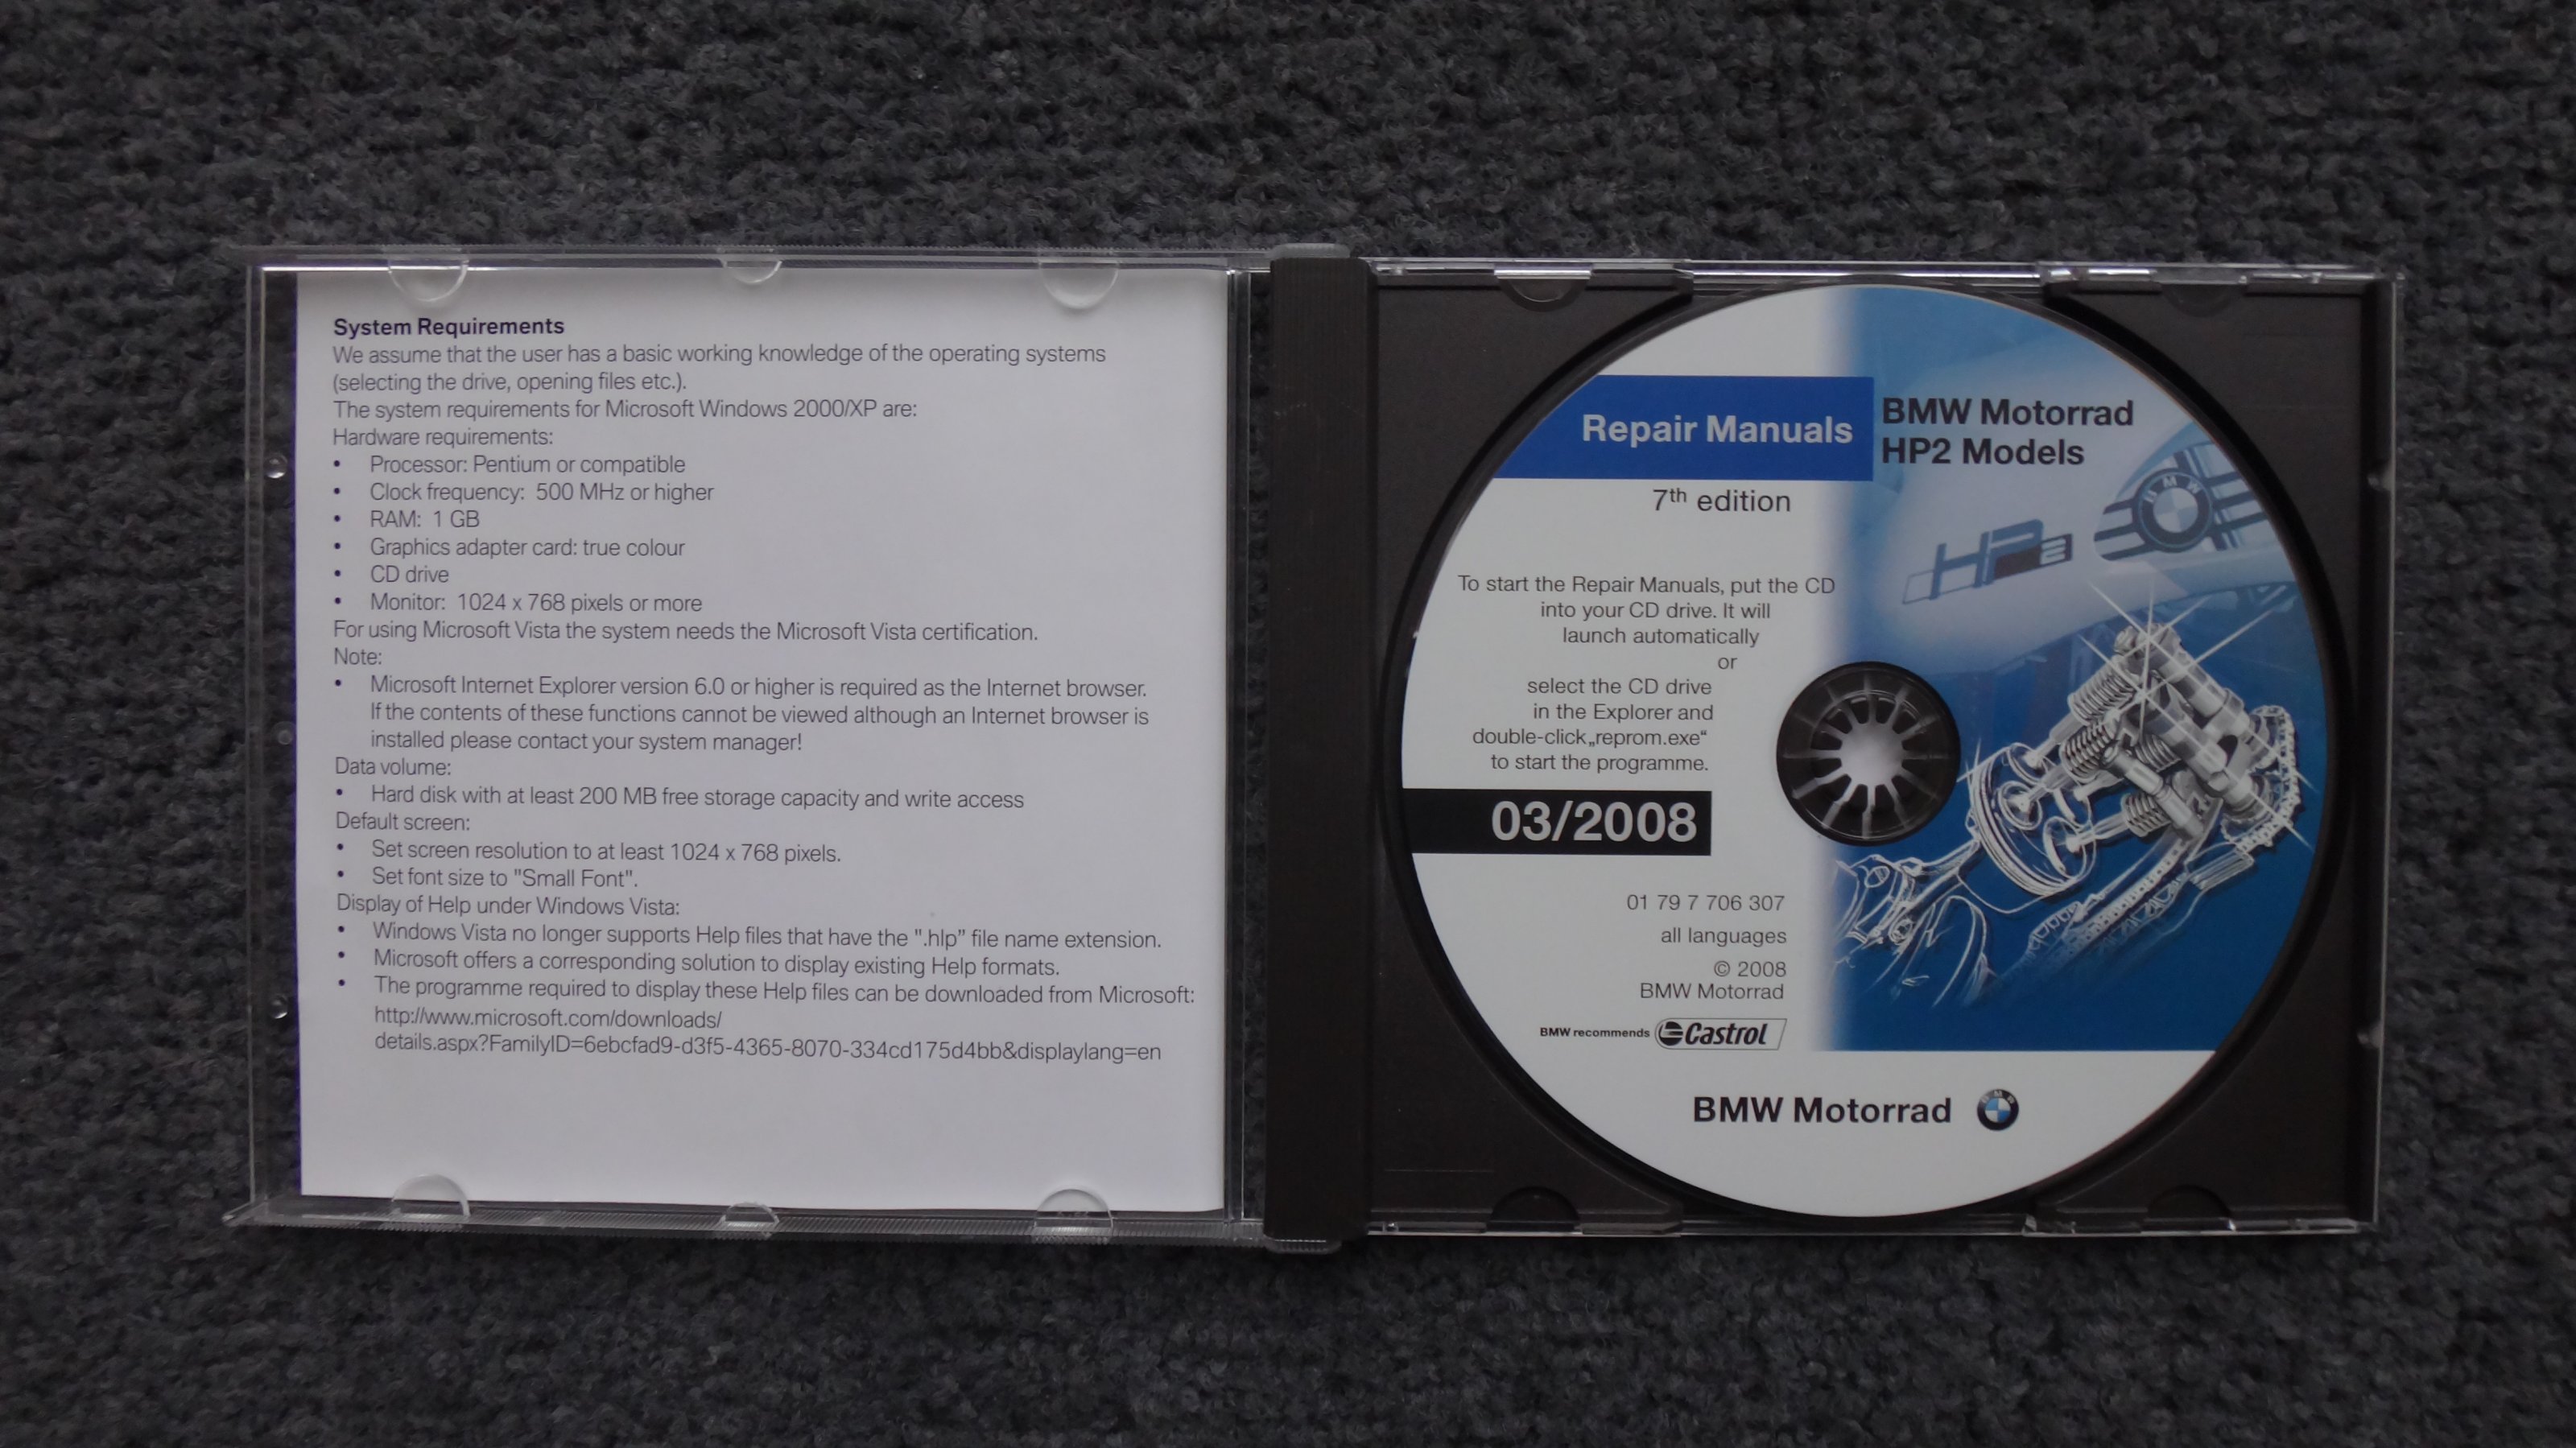 System Requirements
We assume that the user has a basic working knowledge of the operating systems
(selecting the drive, opening files etc.).
The system requirements for Microsoft Windows 2000/XP are:
Hardware requirements:
• Processor: Pentium or compatible
• Clock frequency: 500 MHz or higher
• RAM: 1 GB
• Graphics adapter card: true colour
• CD drive
• Monitor: 1024 x 768 pixels or more
For using Microsoft Vista the system needs the Microsoft Vista certification.
Note:
• Microsoft Internet Explorer version 6.0 or higher is required as the Internet browser.
If the contents of these functions cannot be viewed although an Internet browser is
installed please contact your system manager!
Data volume:
• Hard disk with at least 200 MB free storage capacity and write access
Default screen:
• Set screen resolution to at least 1024 x 768 pixels.
• Set font size to "Small Font".
Display of Help under Windows Vista:
• Windows Vista no longer supports Help files that have the ".hlp" file name extension.
• Microsoft offers a corresponding solution to display existing Help formats.
• The programme required to display these Help files can be downloaded from Microsoft:
http://www.microsoft.com/downloads/
details.aspx?FamilyID=6ebcfad9-d3f5-4365-8070-334cd175d4bb&displaylang=en
Repair Manuals
BMW Motorrad
HP2 Models
7th edition
BMW
HP2
To start the Repair Manuals, put the CD
into your CD drive. It will
launch automatically
or
select the CD drive
in the Explorer and
double-click „reprom.exe“
to start the programme.
03/2008
01 79 7 706 307
all languages
© 2008
BMW Motorrad
BMW recommends Castrol
BMW Motorrad
BMW